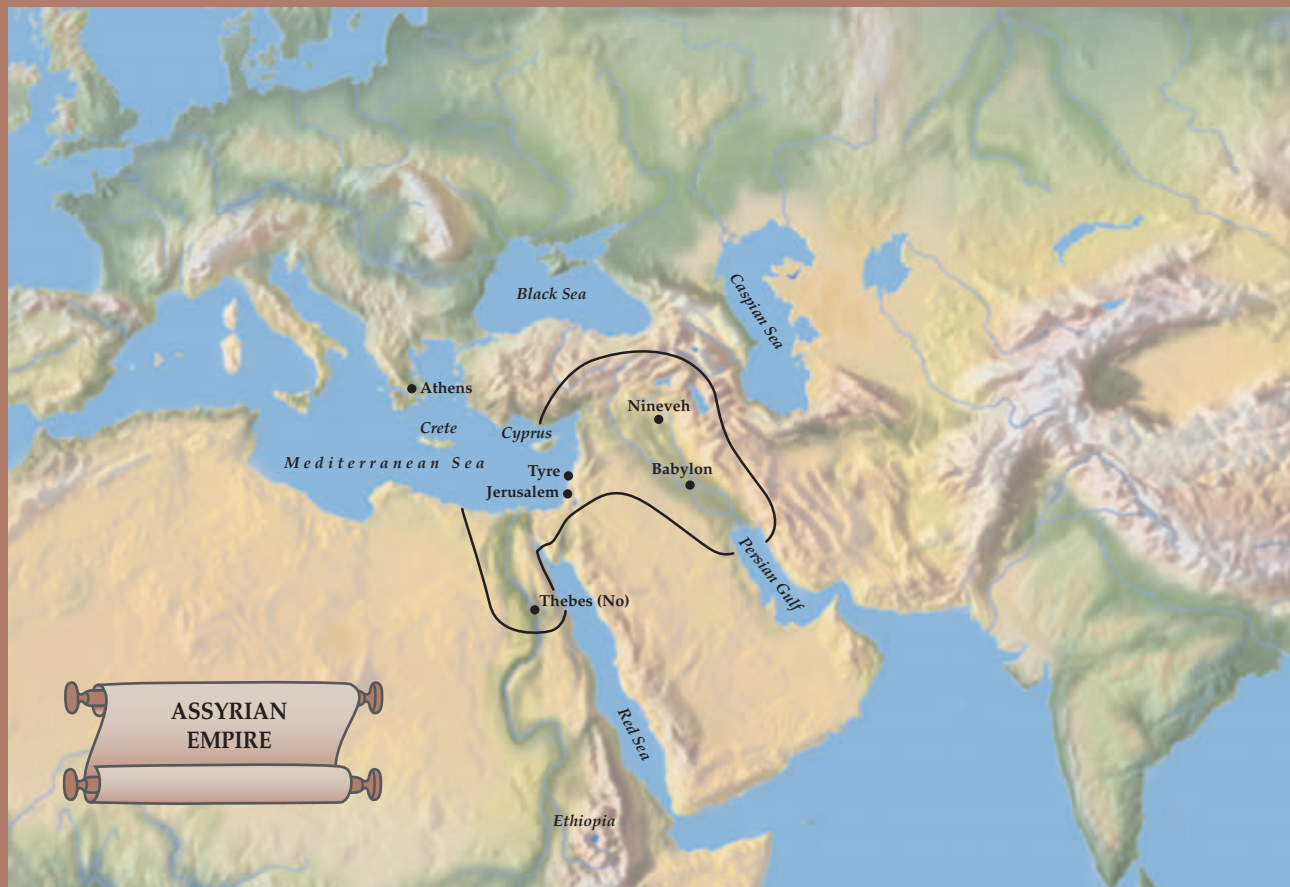 Black Sea
Caspian Sea
Athens
Nineveh
Crete
Cyprus
Mediterranean Sea
Tyre
Babylon
Jerusalem
Persian Gulf
Thebes (No)
ASSYRIAN
EMPIRE
Red Sea
Ethiopia